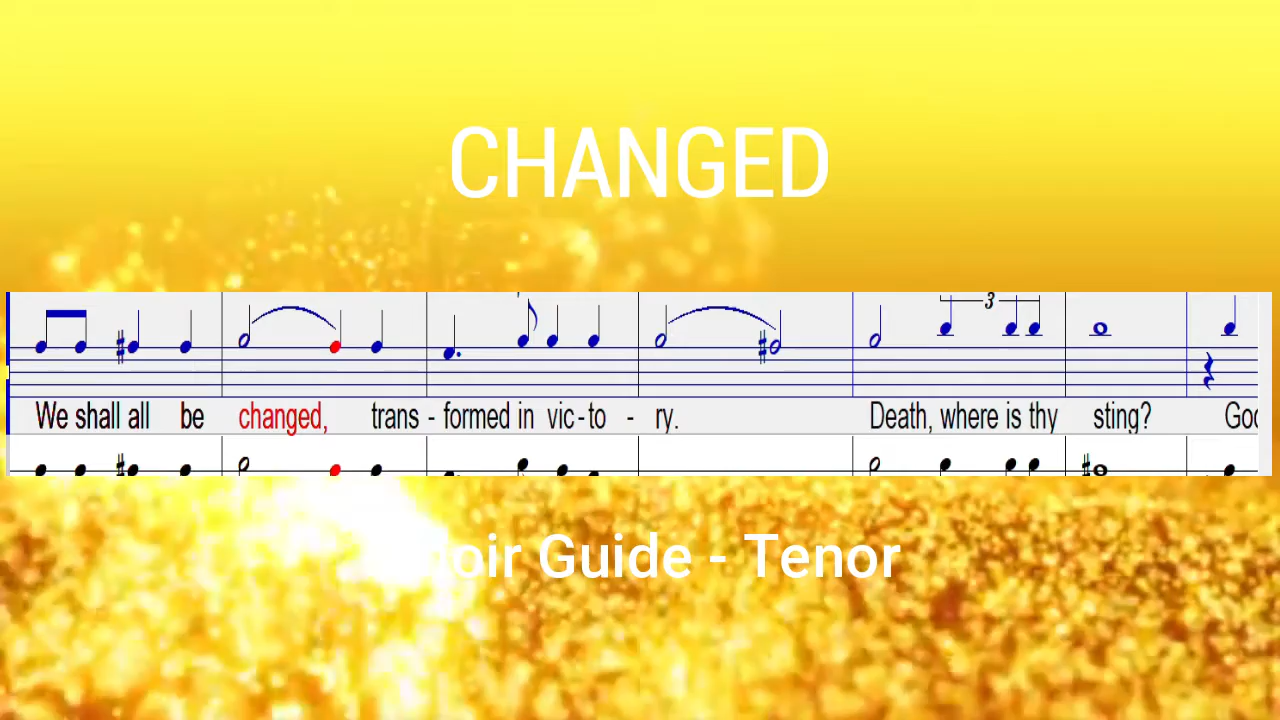 CHANGED
3
We shall all be changed, trans - formed in vic - to - ry. Death, where is thy sting?
Guide - Tenor